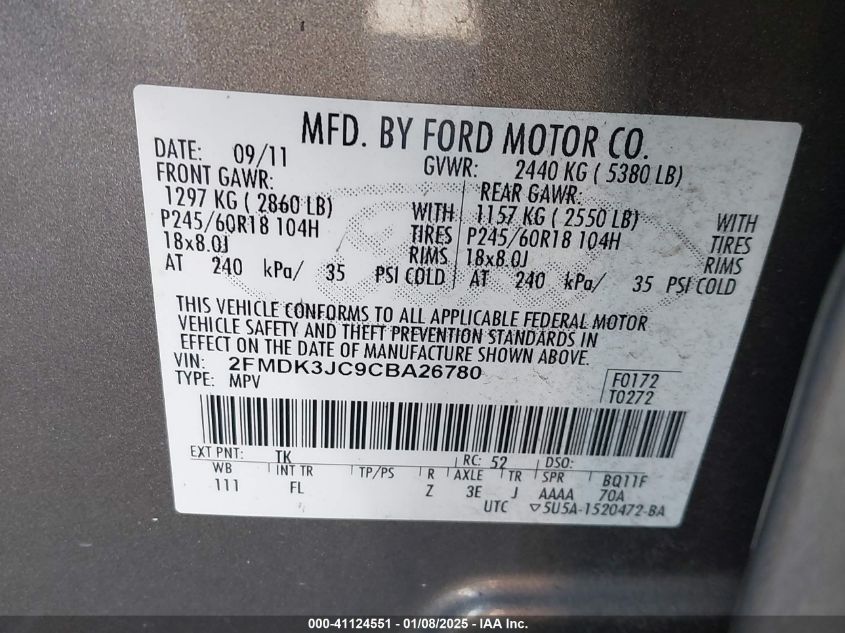 MFD. BY FORD MOTOR CO.
DATE: 09/11 GVWR: 2440 KG ( 5380 LB)
FRONT GAWR: REAR GAWR:
1297 KG ( 2860 LB) WITH 1157 KG ( 2550 LB) WITH
P245/60R18 104H TIRES P245/60R18 104H TIRES
18x8.0J RIMS 18x8.0J RIMS
AT 240 kPa/ 35 PSI COLD AT 240 kPa/ 35 PSI COLD
THIS VEHICLE CONFORMS TO ALL APPLICABLE FEDERAL MOTOR
VEHICLE SAFETY AND THEFT PREVENTION STANDARDS IN
EFFECT ON THE DATE OF MANUFACTURE SHOWN ABOVE.
VIN: 2FMDK3JC9CBA26780 F0172
TYPE: MPV T0272
EXT PNT: TK RC: 52 DSO:
WB INT TR TP/PS R AXLE TR SPR BQ11F
111 FL Z 3E J AAAA 70A
UTC ▽5U5A-1520472-BA
000-41124551 | 01/08/2025 | IAA Inc.